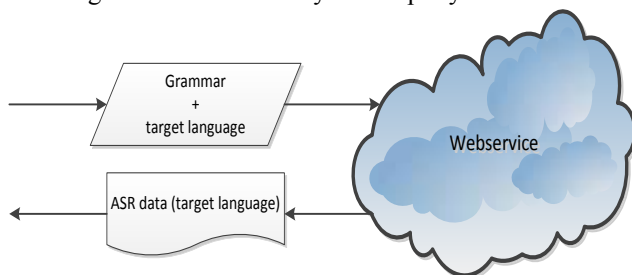 Grammar
+
target language
Webservice
ASR data (target language)